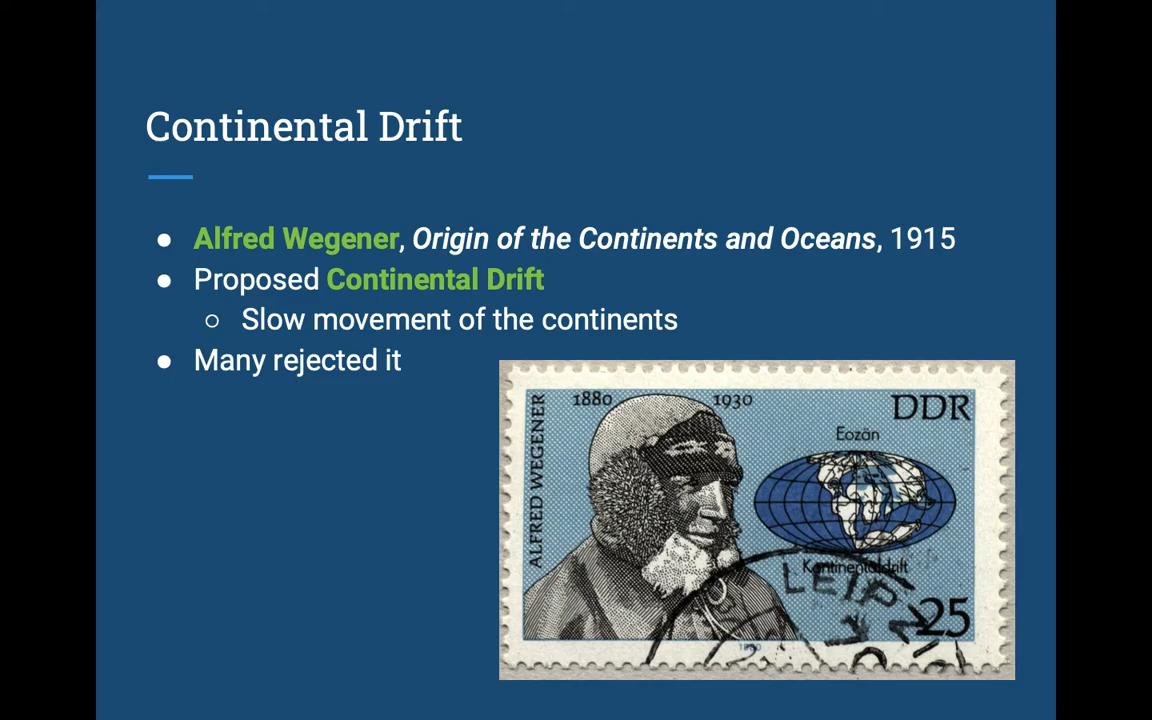 Continental Drift
● Alfred Wegener, Origin of the Continents and Oceans, 1915
● Proposed Continental Drift
○ Slow movement of the continents
● Many rejected it
ALFRED WEGENER
1880 1930
DDR
Eozän
Kontinentaldrift
LEIP
25
1980